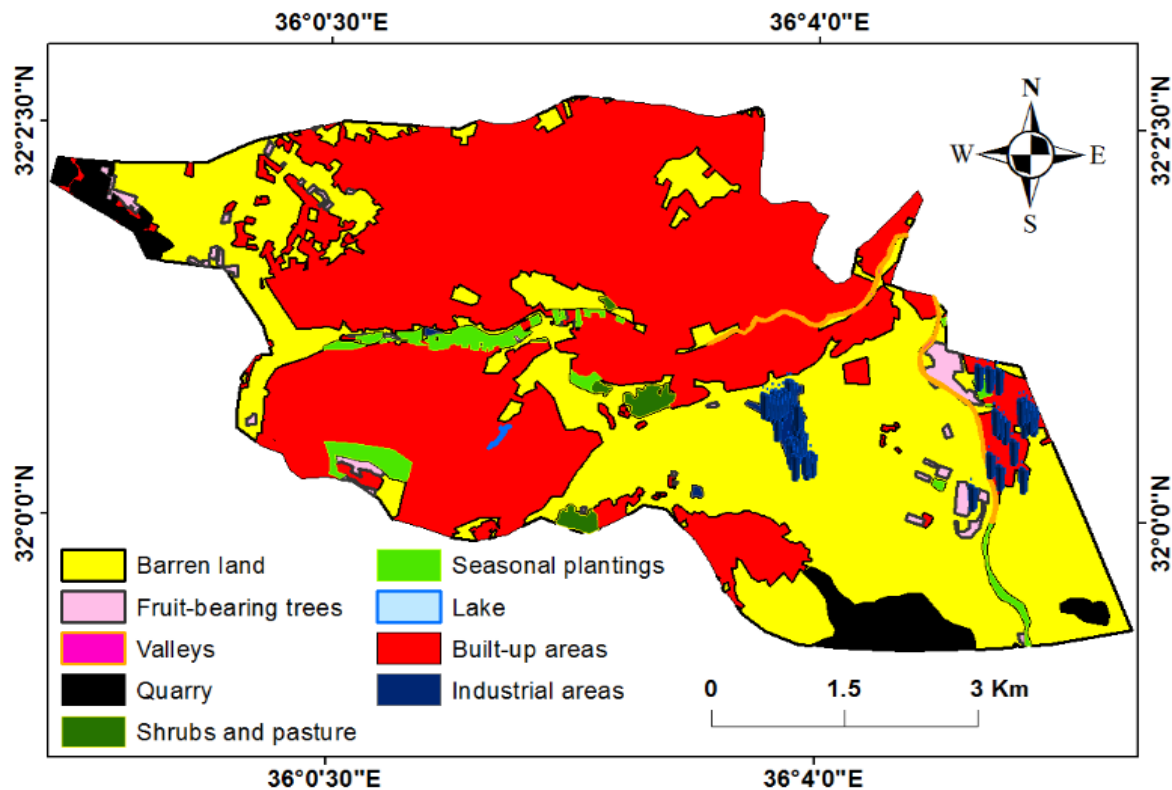 36°0'30"E 36°4'0"E
32°2'30"N 32°2'30"N
N
W E
S
32°0'0"N 32°0'0"N
Barren land
Fruit-bearing trees
Valleys
Quarry
Shrubs and pasture
Seasonal plantings
Lake
Built-up areas
Industrial areas
0 1.5 3 Km
36°0'30"E 36°4'0"E